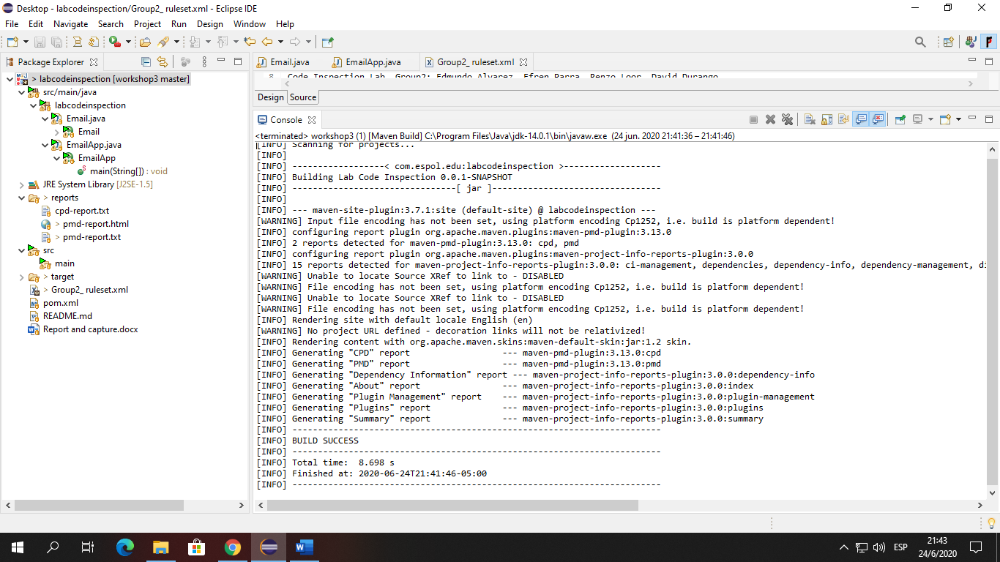 Desktop - labcodeinspection/Group2_ ruleset.xml - Eclipse IDE
File Edit Navigate Search Project Run Design Window Help
Package Explorer
> labcodeinspection [workshop3 master]
src/main/java
labcodeinspection
Email.java
Email
EmailApp.java
EmailApp
main(String[]) : void
JRE System Library [J2SE-1.5]
> reports
cpd-report.txt
> pmd-report.html
> pmd-report.txt
src
main
> target
> Group2_ ruleset.xml
pom.xml
README.md
Report and capture.docx
Email.java EmailApp.java Group2_ ruleset.xml
8 Code Inspection Lab Group2: Edmundo Alvarez, Efren Parra, Renzo Loor, David Durango
Design Source
Console
<terminated> workshop3 (1) [Maven Build] C:\Program Files\Java\jdk-14.0.1\bin\javaw.exe (24 jun. 2020 21:41:36 – 21:41:46)
[INFO] Scanning for projects...
[INFO]
[INFO] ------------------< com.espol.edu:labcodeinspection >-------------------
[INFO] Building Lab Code Inspection 0.0.1-SNAPSHOT
[INFO] --------------------------------[ jar ]---------------------------------
[INFO]
[INFO] --- maven-site-plugin:3.7.1:site (default-site) @ labcodeinspection ---
[WARNING] Input file encoding has not been set, using platform encoding Cp1252, i.e. build is platform dependent!
[INFO] configuring report plugin org.apache.maven.plugins:maven-pmd-plugin:3.13.0
[INFO] 2 reports detected for maven-pmd-plugin:3.13.0: cpd, pmd
[INFO] configuring report plugin org.apache.maven.plugins:maven-project-info-reports-plugin:3.0.0
[INFO] 15 reports detected for maven-project-info-reports-plugin:3.0.0: ci-management, dependencies, dependency-info, dependency-management, di
[WARNING] Unable to locate Source XRef to link to - DISABLED
[WARNING] File encoding has not been set, using platform encoding Cp1252, i.e. build is platform dependent!
[WARNING] Unable to locate Source XRef to link to - DISABLED
[WARNING] File encoding has not been set, using platform encoding Cp1252, i.e. build is platform dependent!
[INFO] Rendering site with default locale English (en)
[WARNING] No project URL defined - decoration links will not be relativized!
[INFO] Rendering content with org.apache.maven.skins:maven-default-skin:jar:1.2 skin.
[INFO] Generating "CPD" report --- maven-pmd-plugin:3.13.0:cpd
[INFO] Generating "PMD" report --- maven-pmd-plugin:3.13.0:pmd
[INFO] Generating "Dependency Information" report --- maven-project-info-reports-plugin:3.0.0:dependency-info
[INFO] Generating "About" report --- maven-project-info-reports-plugin:3.0.0:index
[INFO] Generating "Plugin Management" report --- maven-project-info-reports-plugin:3.0.0:plugin-management
[INFO] Generating "Plugins" report --- maven-project-info-reports-plugin:3.0.0:plugins
[INFO] Generating "Summary" report --- maven-project-info-reports-plugin:3.0.0:summary
[INFO] ------------------------------------------------------------------------
[INFO] BUILD SUCCESS
[INFO] ------------------------------------------------------------------------
[INFO] Total time: 8.698 s
[INFO] Finished at: 2020-06-24T21:41:46-05:00
[INFO] ------------------------------------------------------------------------
ESP
21:43
24/6/2020